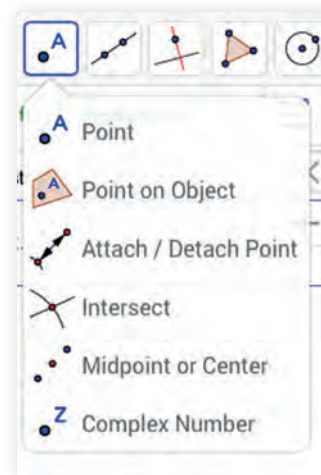 A
A Point
A Point on Object
Attach / Detach Point
Intersect
Midpoint or Center
Z Complex Number